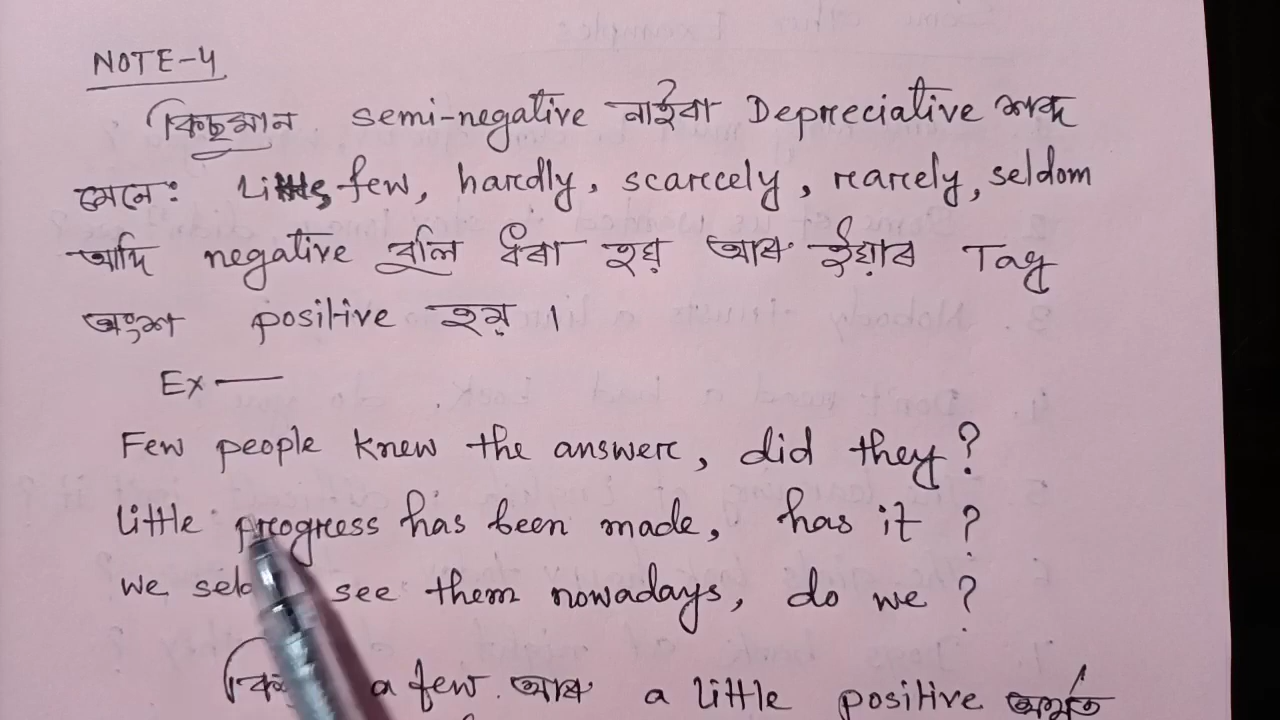 NOTE-4
কিছুমান semi-negative নাইবা Depreciative শব্দ
যেনেঃ Little, few, hardly, scarcely, rarely, seldom
আদি negative বুলি ধৰা হয় আৰু ইয়াৰ Tag
অংশ positive হয়।
Ex —
Few people knew the answer, did they?
Little progress has been made, has it?
We see them nowadays, do we?
a few আৰু a little positive অৰ্থত